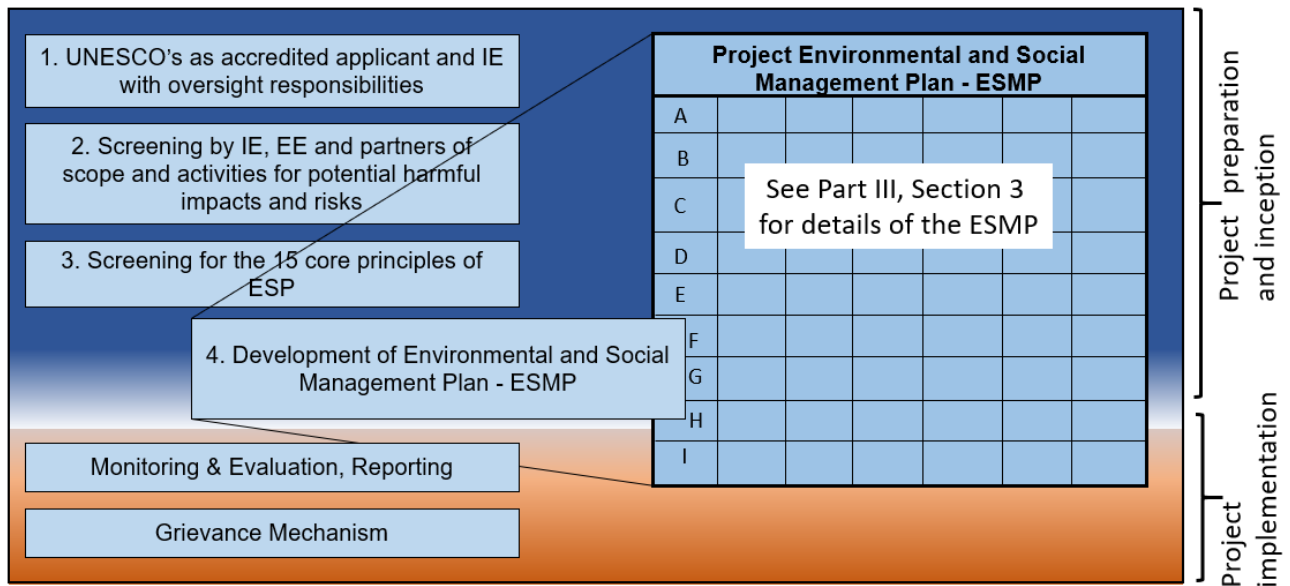 1. UNESCO's as accredited applicant and IE
with oversight responsibilities
2. Screening by IE, EE and partners of
scope and activities for potential harmful
impacts and risks
3. Screening for the 15 core principles of
ESP
4. Development of Environmental and Social
Management Plan - ESMP
Monitoring & Evaluation, Reporting
Grievance Mechanism
Project Environmental and Social
Management Plan - ESMP
A
B
C
D
E
F
G
H
I
See Part III, Section 3
for details of the ESMP
Project preparation
and inception
Project
implementation